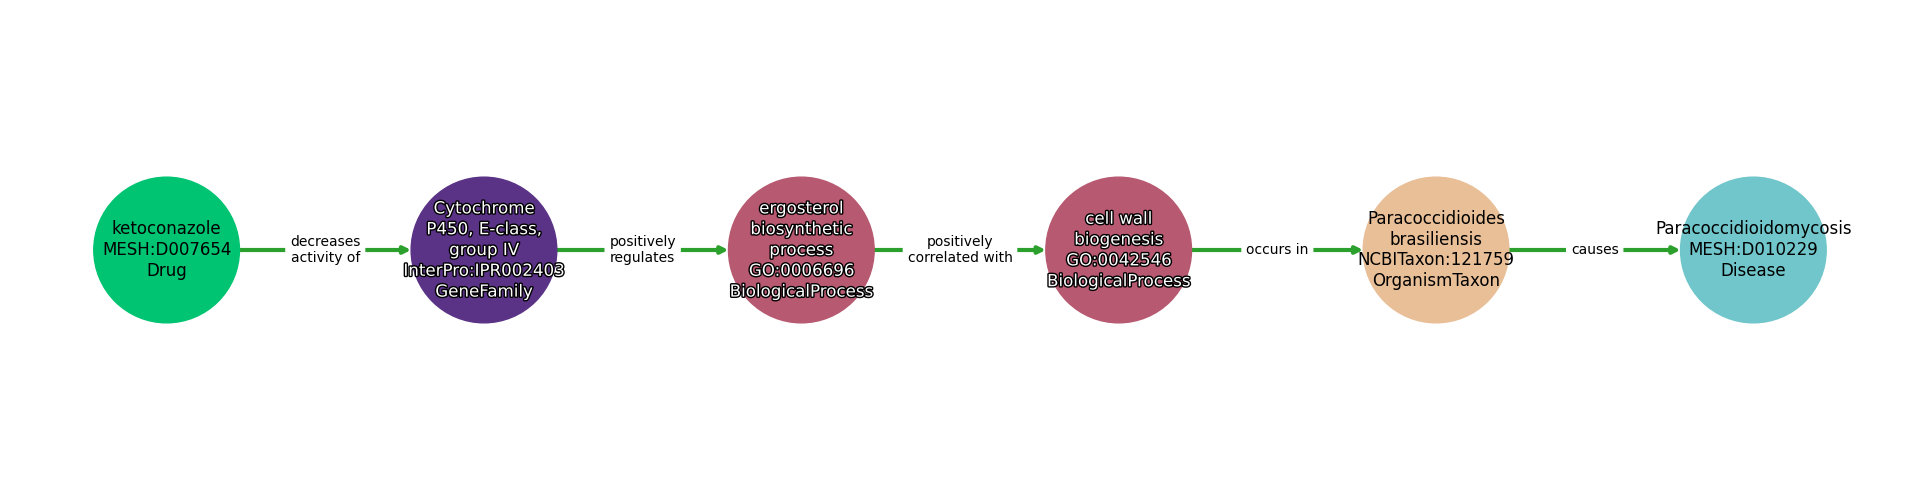 ketoconazole
MESH:D007654
Drug
decreases
activity of
Cytochrome
P450, E-class,
group IV
InterPro:IPR002403
GeneFamily
positively
regulates
ergosterol
biosynthetic
process
GO:0006696
BiologicalProcess
positively
correlated with
cell wall
biogenesis
GO:0042546
BiologicalProcess
occurs in
Paracoccidioides
brasiliensis
NCBITaxon:121759
OrganismTaxon
causes
Paracoccidioidomycosis
MESH:D010229
Disease